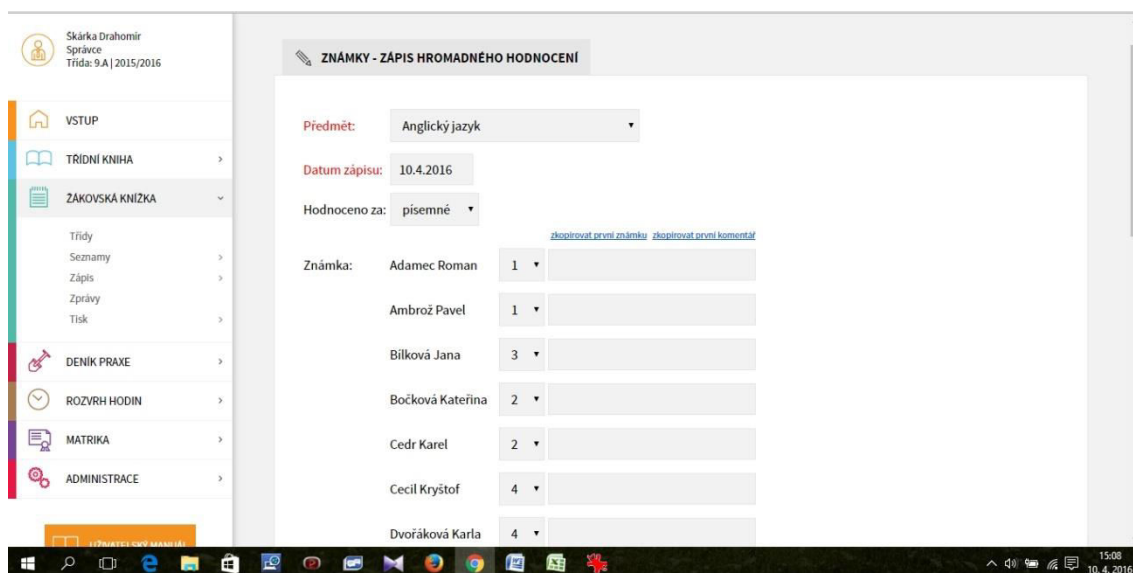 Škárka Drahomír
Správce
Třída: 9.A | 2015/2016
VSTUP
TŘÍDNÍ KNIHA
ŽÁKOVSKÁ KNÍŽKA
Třídy
Seznamy
Zápis
Zprávy
Tisk
DENÍK PRAXE
ROZVRH HODIN
MATRIKA
ADMINISTRACE
UŽIVATELSKÝ MANUÁL
ZNÁMKY - ZÁPIS HROMADNÉHO HODNOCENÍ
Předmět: Anglický jazyk
Datum zápisu: 10.4.2016
Hodnoceno za: písemné
zkopírovat první známku zkopírovat první komentář
Známka: Adamec Roman 1
Ambrož Pavel 1
Bílková Jana 3
Bočková Kateřina 2
Cedr Karel 2
Cecil Kryštof 4
Dvořáková Karla 4
15:08
10. 4. 2016